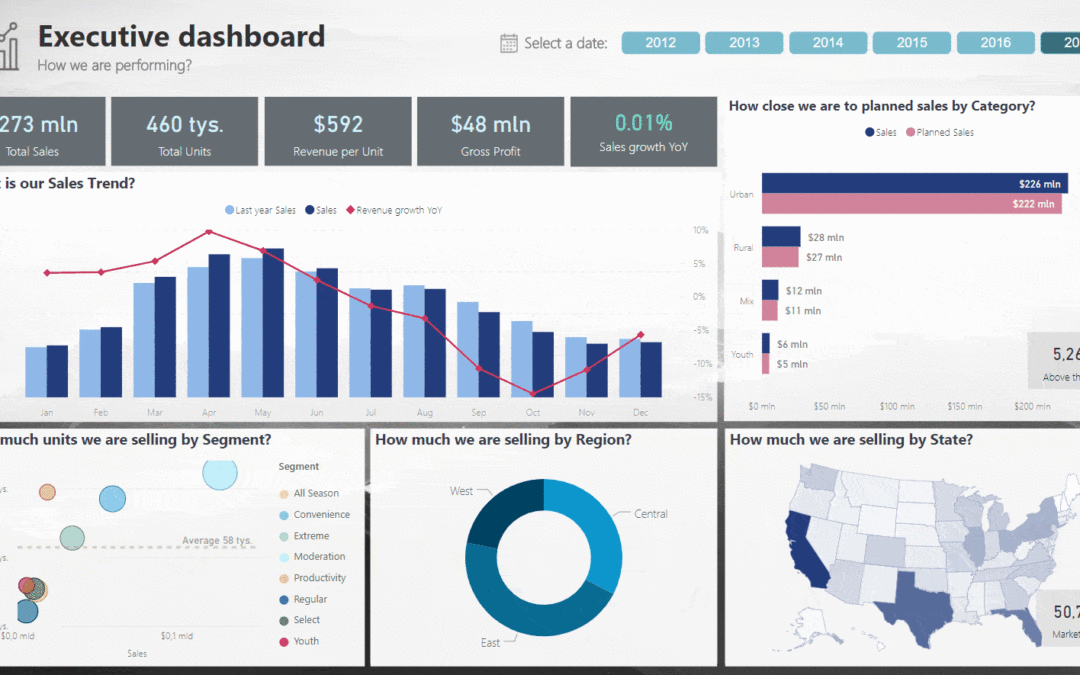 Executive dashboard
How we are performing?
Select a date:
2012
2013
2014
2015
2016
20
273 mln
Total Sales
460 tys.
Total Units
$592
Revenue per Unit
$48 mln
Gross Profit
0.01%
Sales growth YoY
is our Sales Trend?
Last year Sales Sales Revenue growth YoY
10%
5%
0%
-5%
-10%
-15%
Jan Feb Mar Apr May Jun Jul Aug Sep Oct Nov Dec
How close we are to planned sales by Category?
Sales Planned Sales
Urban
$226 mln
$222 mln
Rural
$28 mln
$27 mln
Mix
$12 mln
$11 mln
Youth
$6 mln
$5 mln
5,26
Above th
$0 mln $50 mln $100 mln $150 mln $200 mln
much units we are selling by Segment?
ys.
ys.
ys.
Average 58 tys.
$0,0 mld $0,1 mld
Sales
Segment
All Season
Convenience
Extreme
Moderation
Productivity
Regular
Select
Youth
How much we are selling by Region?
West
Central
East
How much we are selling by State?
50,7
Market